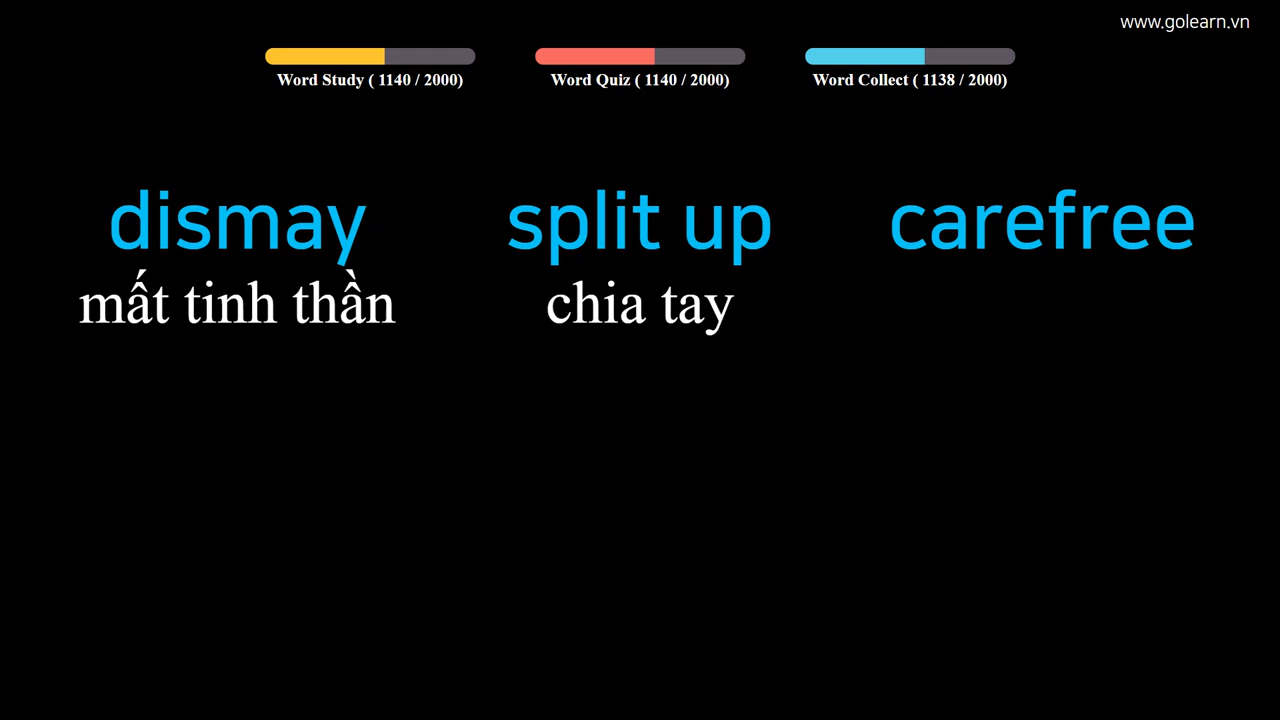 www.golearn.vn
Word Study ( 1140 / 2000)
Word Quiz ( 1140 / 2000)
Word Collect ( 1138 / 2000)
dismay
mất tinh thần
split up
chia tay
carefree